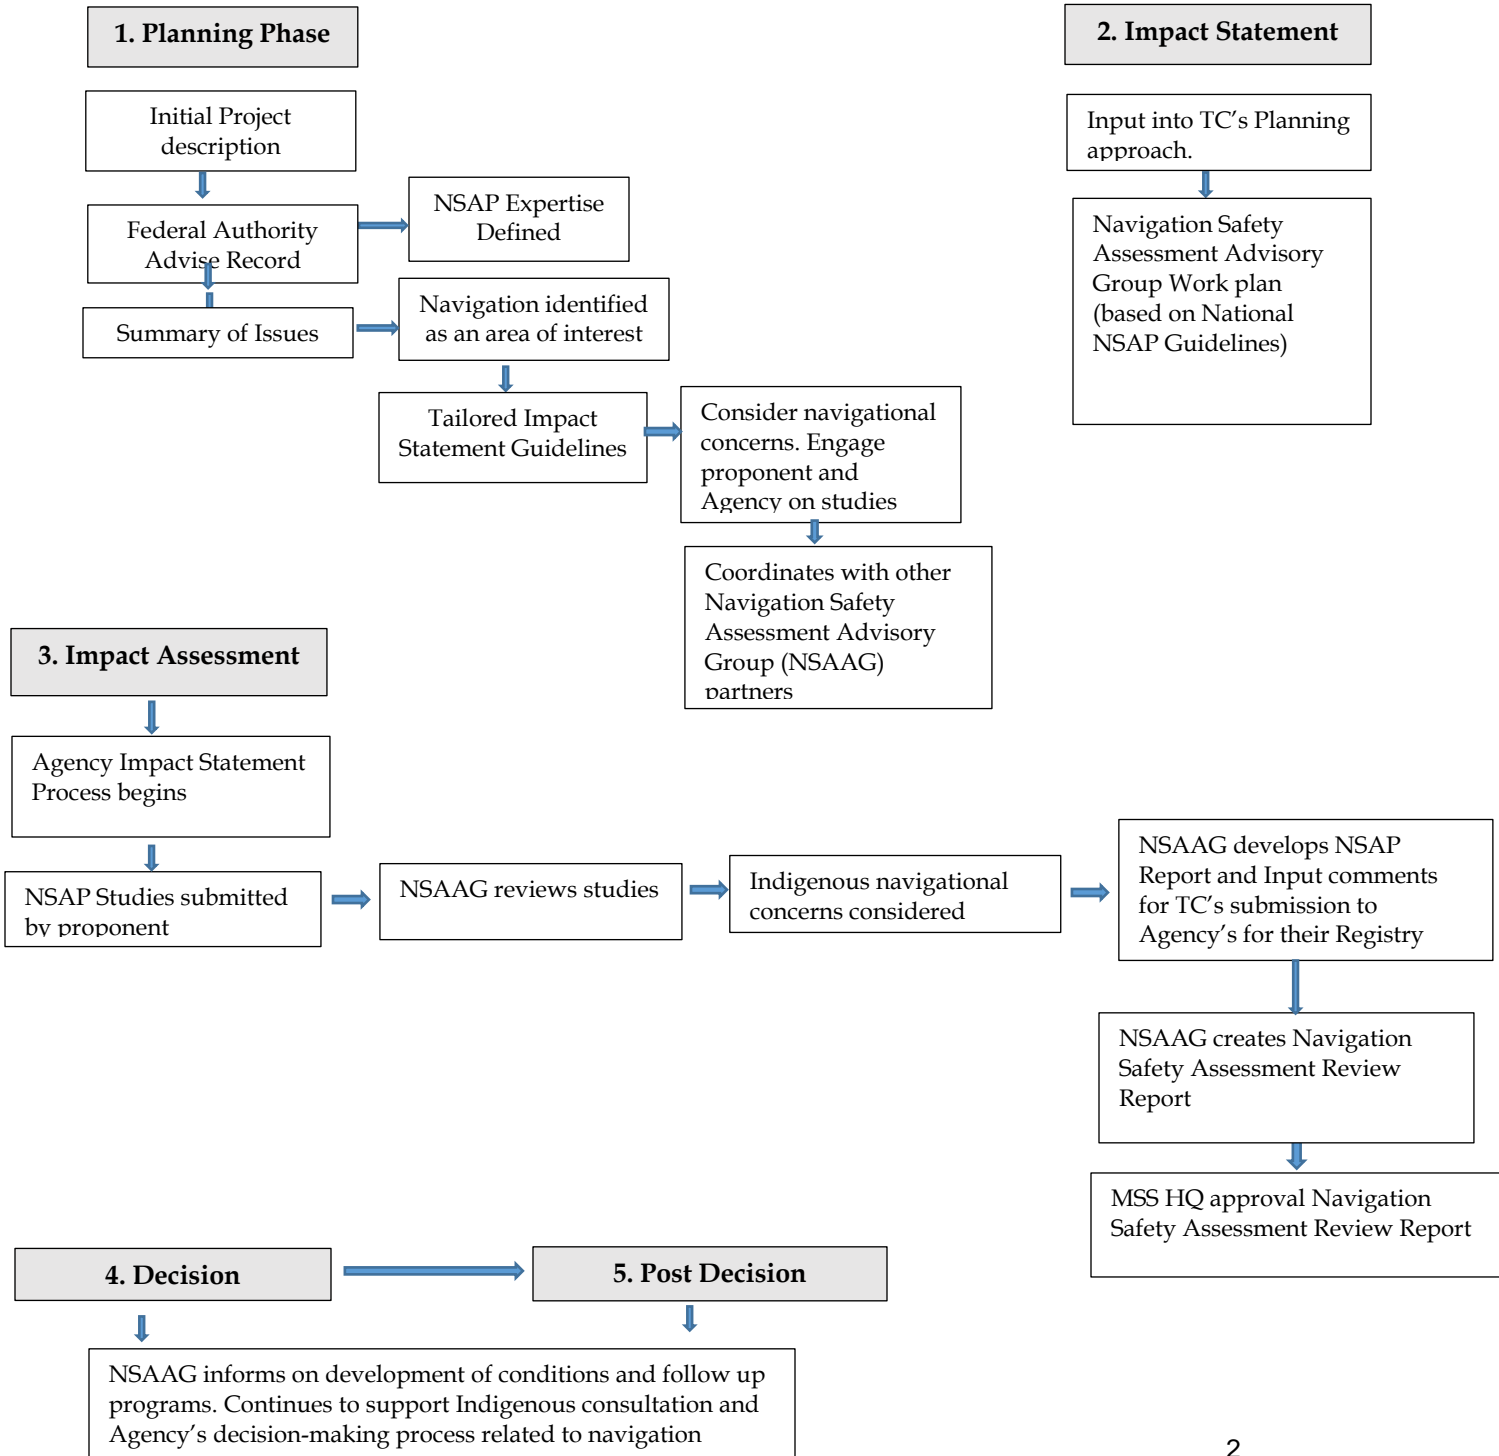 1. Planning Phase
Initial Project
description
Federal Authority
Advise Record
NSAP Expertise
Defined
Summary of Issues
Navigation identified
as an area of interest
Tailored Impact
Statement Guidelines
Consider navigational
concerns. Engage
proponent and
Agency on studies
Coordinates with other
Navigation Safety
Assessment Advisory
Group (NSAAG)
partners
2. Impact Statement
Input into TC’s Planning
approach.
Navigation Safety
Assessment Advisory
Group Work plan
(based on National
NSAP Guidelines)
3. Impact Assessment
Agency Impact Statement
Process begins
NSAP Studies submitted
by proponent
NSAAG reviews studies
Indigenous navigational
concerns considered
NSAAG develops NSAP
Report and Input comments
for TC’s submission to
Agency’s for their Registry
NSAAG creates Navigation
Safety Assessment Review
Report
MSS HQ approval Navigation
Safety Assessment Review Report
4. Decision
5. Post Decision
NSAAG informs on development of conditions and follow up
programs. Continues to support Indigenous consultation and
Agency’s decision-making process related to navigation
2